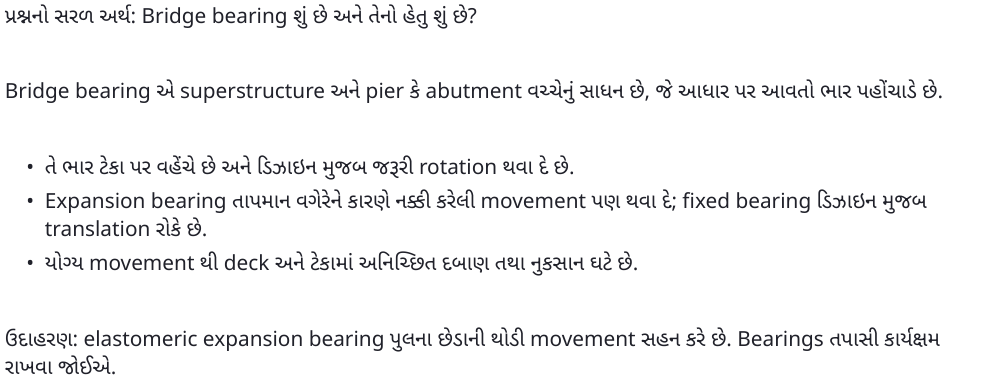 પ્રશ્નનો સરળ અર્થ: Bridge bearing શું છે અને તેનો હેતુ શું છે?
Bridge bearing એ superstructure અને pier કે abutment વચ્ચેનું સાધન છે, જે આધાર પર આવતો ભાર પહોંચાડે છે.
• તે ભાર ટેકા પર વહેંચે છે અને ડિઝાઇન મુજબ જરૂરી rotation થવા દે છે.
• Expansion bearing તાપમાન વગેરેને કારણે નક્કી કરેલી movement પણ થવા દે; fixed bearing ડિઝાઇન મુજબ
translation રોકે છે.
• યોગ્ય movement થી deck અને ટેકામાં અનિચ્છિત દબાણ તથા નુકસાન ઘટે છે.
ઉદાહરણ: elastomeric expansion bearing પુલના છેડાની થોડી movement સહન કરે છે. Bearings તપાસી કાર્યક્ષમ
રાખવા જોઈએ.